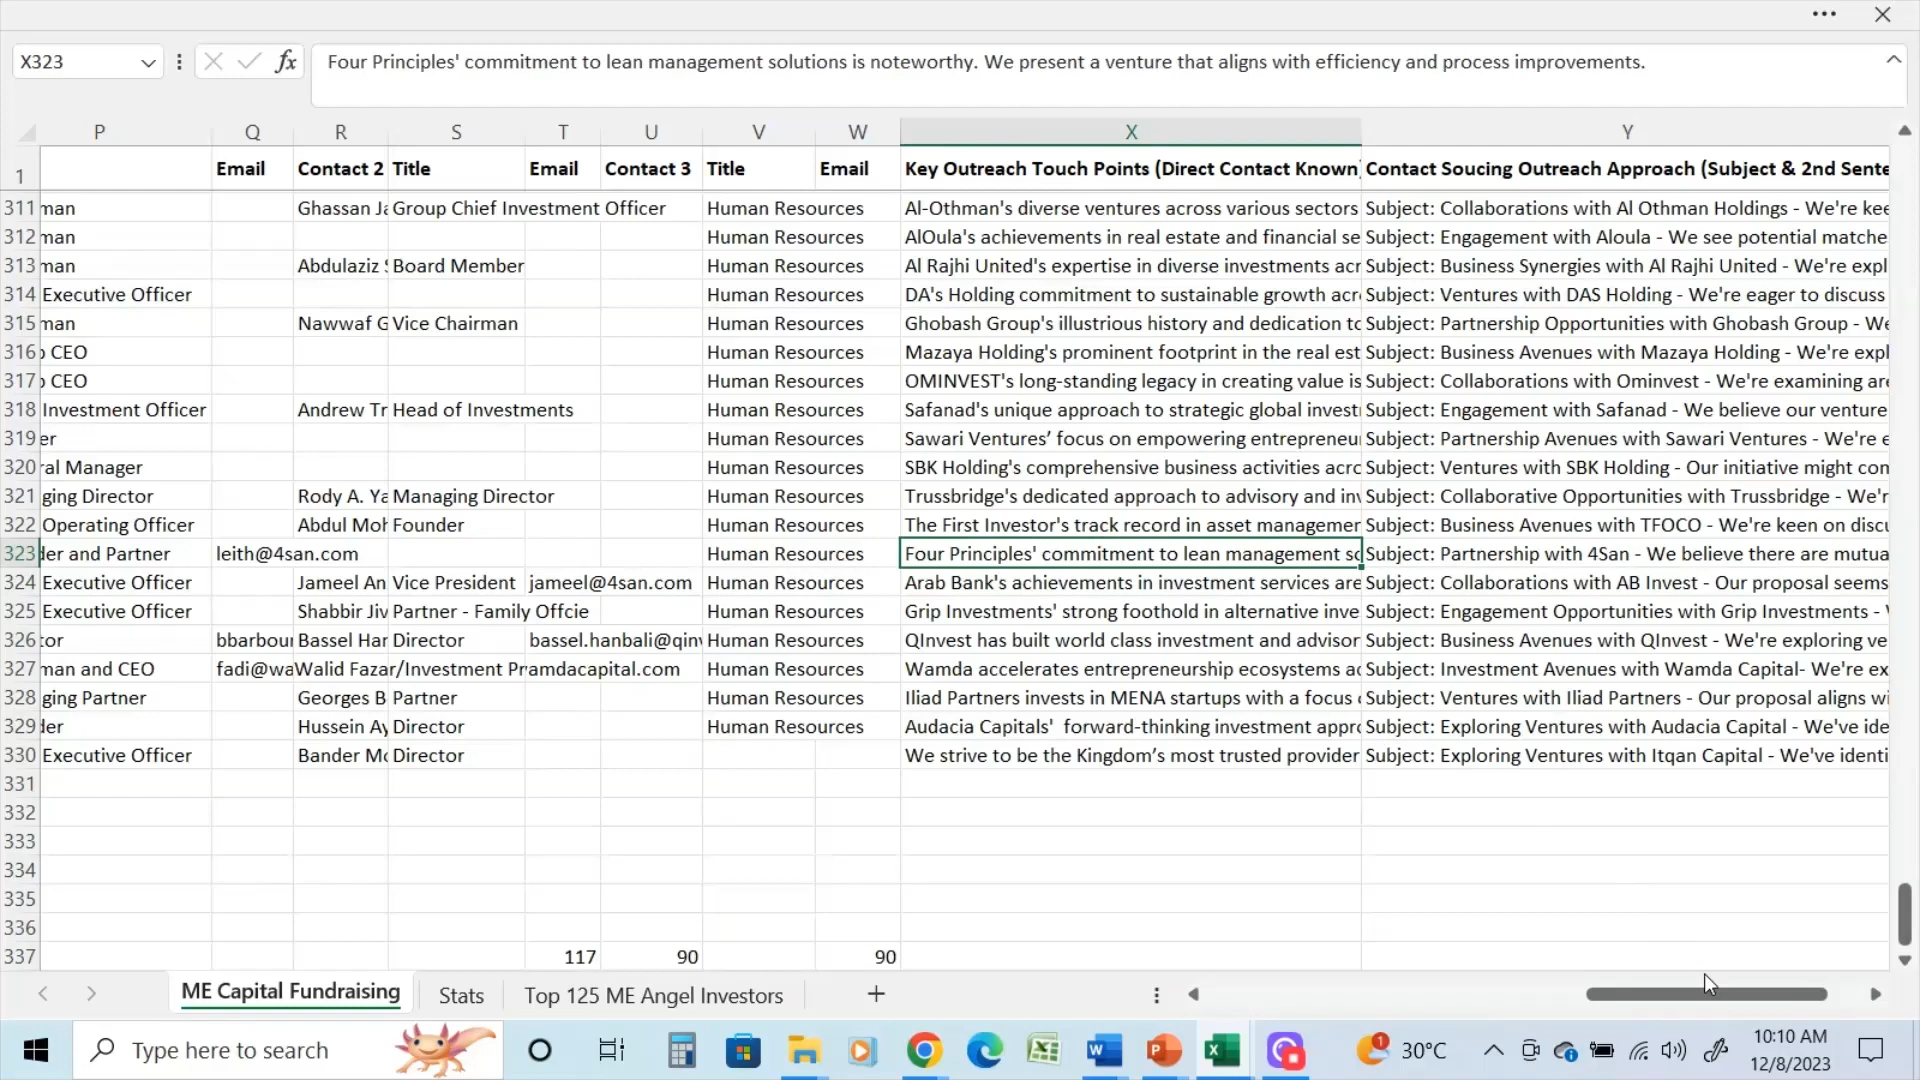 X323
fx
Four Principles' commitment to lean management solutions is noteworthy. We present a venture that aligns with efficiency and process improvements.
P Q R S T U V W X Y
1 Email Contact 2 Title Email Contact 3 Title Email Key Outreach Touch Points (Direct Contact Known) Contact Soucing Outreach Approach (Subject & 2nd Sente
311 man Ghassan Ja Group Chief Investment Officer Human Resources Al-Othman's diverse ventures across various sectors Subject: Collaborations with Al Othman Holdings - We're kee
312 man Human Resources AlOula's achievements in real estate and financial se Subject: Engagement with Aloula - We see potential matche
313 man Abdulaziz S Board Member Human Resources Al Rajhi United's expertise in diverse investments acr Subject: Business Synergies with Al Rajhi United - We're expl
314 Executive Officer Human Resources DA's Holding commitment to sustainable growth acro Subject: Ventures with DAS Holding - We're eager to discuss
315 man Nawwaf G Vice Chairman Human Resources Ghobash Group's illustrious history and dedication to Subject: Partnership Opportunities with Ghobash Group - We
316 p CEO Human Resources Mazaya Holding's prominent footprint in the real est Subject: Business Avenues with Mazaya Holding - We're expl
317 p CEO Human Resources OMINVEST's long-standing legacy in creating value is Subject: Collaborations with Ominvest - We're examining are
318 Investment Officer Andrew Tr Head of Investments Human Resources Safanad's unique approach to strategic global invest Subject: Engagement with Safanad - We believe our venture
319 er Human Resources Sawari Ventures’ focus on empowering entrepreneur Subject: Partnership Avenues with Sawari Ventures - We're e
320 ral Manager Human Resources SBK Holding's comprehensive business activities acro Subject: Ventures with SBK Holding - Our initiative might con
321 ging Director Rody A. Ya Managing Director Human Resources Trussbridge's dedicated approach to advisory and inv Subject: Collaborative Opportunities with Trussbridge - We'r
322 Operating Officer Abdul Moh Founder Human Resources The First Investor's track record in asset managemen Subject: Business Avenues with TFOCO - We're keen on discu
323 der and Partner leith@4san.com Human Resources Four Principles' commitment to lean management so Subject: Partnership with 4San - We believe there are mutua
324 Executive Officer Jameel An Vice President jameel@4san.com Human Resources Arab Bank's achievements in investment services are Subject: Collaborations with AB Invest - Our proposal seems
325 Executive Officer Shabbir Jiv Partner - Family Offcie Human Resources Grip Investments' strong foothold in alternative inve Subject: Engagement Opportunities with Grip Investments -
326 tor bbarbour Bassel Han Director bassel.hanbali@qinv Human Resources QInvest has built world class investment and advisor Subject: Business Avenues with QInvest - We're exploring ve
327 man and CEO fadi@wa Walid Fazar/Investment Pr amdacapital.com Human Resources Wamda accelerates entrepreneurship ecosystems ac Subject: Investment Avenues with Wamda Capital- We're ex
328 ging Partner Georges B Partner Human Resources Iliad Partners invests in MENA startups with a focus o Subject: Ventures with Iliad Partners - Our proposal aligns wi
329 der Hussein Ay Director Human Resources Audacia Capitals' forward-thinking investment appro Subject: Exploring Ventures with Audacia Capital - We've ide
330 Executive Officer Bander Mo Director We strive to be the Kingdom’s most trusted provider Subject: Exploring Ventures with Itqan Capital - We've identi
331
332
333
334
335
336
337 117 90 90
ME Capital Fundraising Stats Top 125 ME Angel Investors
Type here to search
1 30°C
10:10 AM
12/8/2023